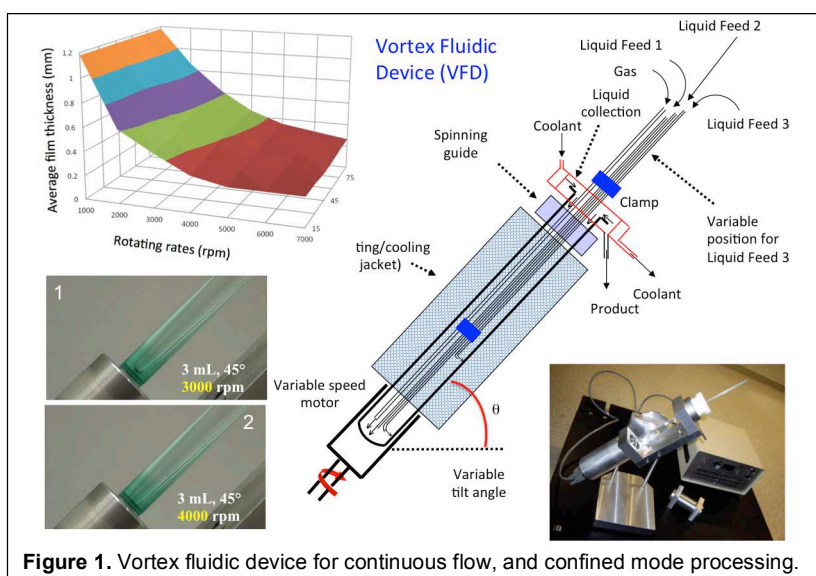 Vortex Fluidic
Device (VFD)
Average film thickness (mm)
1.2
1
0.8
0.6
0.4
0.2
0
1000
2000
3000
4000
5000
6000
7000
15
45
75
Rotating rates (rpm)
Liquid Feed 2
Liquid Feed 1
Gas
Liquid
collection
Liquid Feed 3
Coolant
Spinning
guide
Clamp
Variable
position for
Liquid Feed 3
ting/cooling
jacket)
Coolant
Product
1
3 mL, 45°
3000 rpm
Variable speed
motor
θ
2
3 mL, 45°
4000 rpm
Variable
tilt angle
Figure 1. Vortex fluidic device for continuous flow, and confined mode processing.